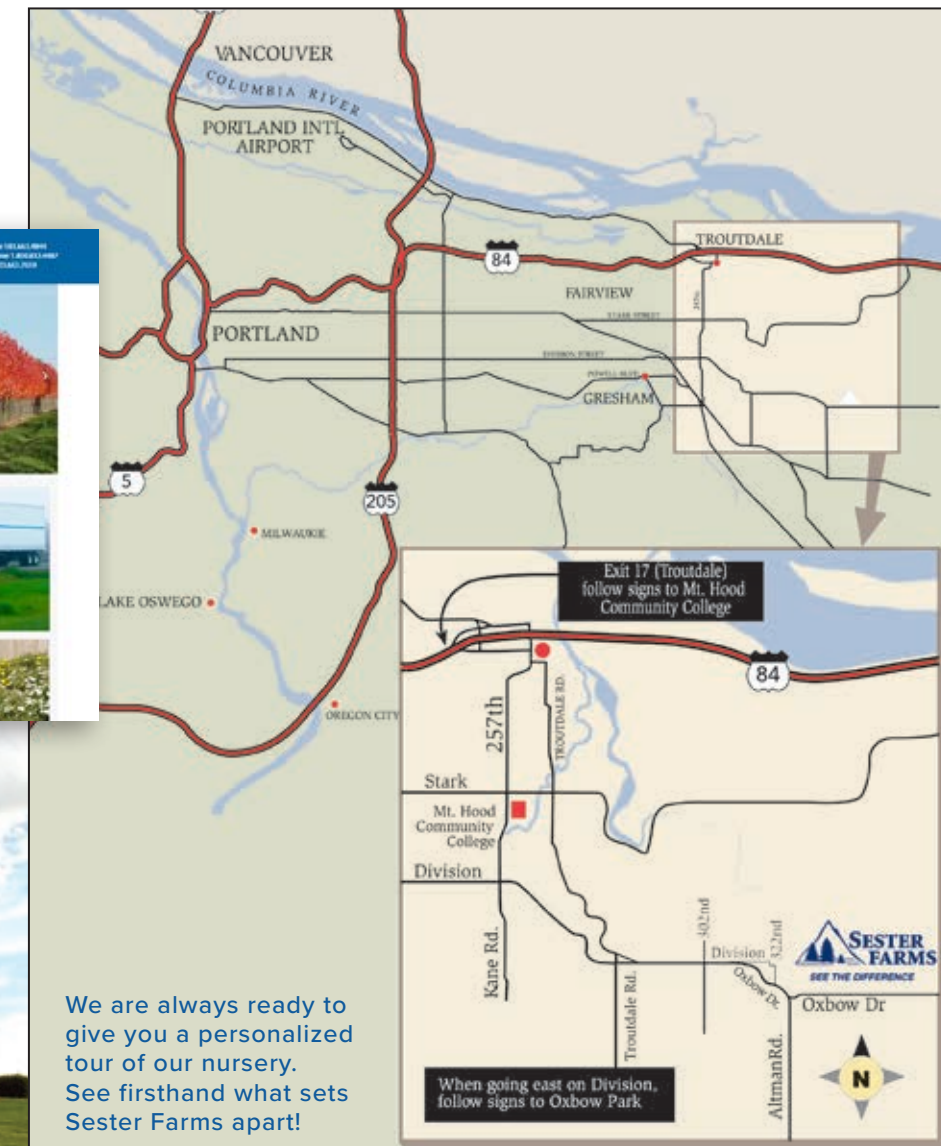 VANCOUVER
COLUMBIA RIVER
PORTLAND INTL
AIRPORT
TROUTDALE
84
FAIRVIEW
STARK STREET
PORTLAND
DIVISION STREET
POWELL BLVD
GRESHAM
5
205
MILWAUKIE
LAKE OSWEGO
OREGON CITY
Exit 17 (Troutdale)
follow signs to Mt. Hood
Community College
84
257th
TROUTDALE RD.
Stark
Mt. Hood
Community
College
Division
Kane Rd.
302nd
322nd
Division
Oxbow Dr.
SESTER
FARMS
SEE THE DIFFERENCE
Oxbow Dr
Troutdale Rd.
Altman Rd.
N
When going east on Division,
follow signs to Oxbow Park
We are always ready to
give you a personalized
tour of our nursery.
See firsthand what sets
Sester Farms apart!